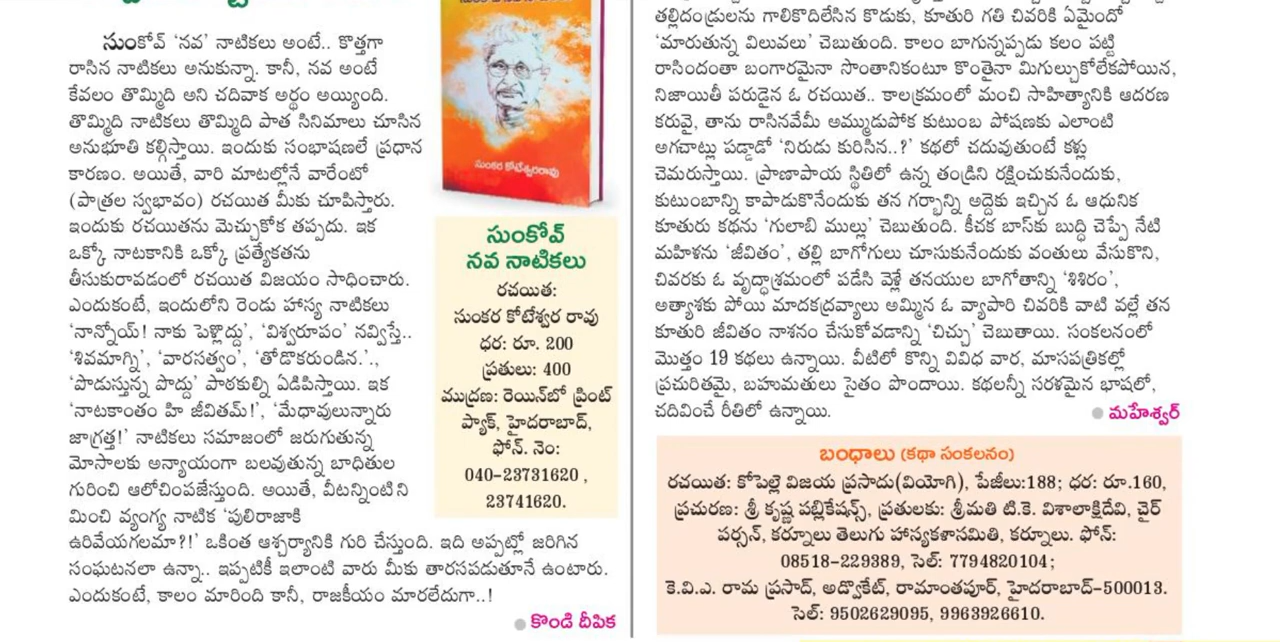 సుంకోవ్ ‘నవ’ నాటికలు అంటే.. కొత్తగా
రాసిన నాటికలు అనుకున్నా. కానీ, నవ అంటే
కేవలం తొమ్మిది అని చదివాక అర్థం అయ్యింది.
తొమ్మిది నాటికలు తొమ్మిది పాత సినిమాలు చూసిన
అనుభూతి కల్గిస్తాయి. ఇందుకు సంభాషణలే ప్రధాన
కారణం. అయితే, వారి మాటల్లోనే వారేంటో
(పాత్రల స్వభావం) రచయిత మీకు చూపిస్తారు.
ఇందుకు రచయితను మెచ్చుకోక తప్పదు. ఇక
ఒక్కో నాటకానికి ఒక్కో ప్రత్యేకతను
తీసుకురావడంలో రచయిత విజయం సాధించారు.
ఎందుకంటే, ఇందులోని రెండు హాస్య నాటికలు
‘నాన్నోయ్! నాకు పెళ్లొద్దు’, ‘విశ్వరూపం’ నవ్విస్తే..
‘శివమాగ్ని’, ‘వారసత్వం’, ‘తోడొకరుండిన.’.,
‘పొడుస్తున్న పొద్దు’ పాఠకుల్ని ఏడిపిస్తాయి. ఇక
‘నాటకాంతం హి జీవితమ్!’, ‘మేధావులున్నారు
జాగ్రత్త!’ నాటికలు సమాజంలో జరుగుతున్న
మోసాలకు అన్యాయంగా బలవుతున్న బాధితుల
గురించి ఆలోచింపజేస్తుంది. అయితే, వీటన్నింటిని
మించి వ్యంగ్య నాటిక ‘పులిరాజాకి
ఉరివేయగలమా?!’ ఒకింత ఆశ్చర్యానికి గురి చేస్తుంది. ఇది అప్పట్లో జరిగిన
సంఘటనలా ఉన్నా.. ఇప్పటికీ ఇలాంటి వారు మీకు తారసపడుతూనే ఉంటారు.
ఎందుకంటే, కాలం మారింది కానీ, రాజకీయం మారలేదుగా..!
కొండి దీపిక
సుంకర కోటేశ్వరరావు
సుంకోవ్
నవ నాటికలు
రచయిత:
సుంకర కోటేశ్వర రావు
ధర: రూ. 200
ప్రతులు: 400
ముద్రణ: రెయిన్‌బో ప్రింట్
ప్యాక్, హైదరాబాద్,
ఫోన్. నెం:
040-23731620 ,
23741620.
తల్లిదండ్రులను గాలికొదిలేసిన కొడుకు, కూతురి గతి చివరికి ఏమైందో
‘మారుతున్న విలువలు’ చెబుతుంది. కాలం బాగున్నప్పడు కలం పట్టి
రాసిందంతా బంగారమైనా సొంతానికంటూ కొంతైనా మిగుల్చుకోలేకపోయిన,
నిజాయితీ పరుడైన ఓ రచయిత.. కాలక్రమంలో మంచి సాహిత్యానికి ఆదరణ
కరువై, తాను రాసినవేమీ అమ్ముడుపోక కుటుంబ పోషణకు ఎలాంటి
అగచాట్లు పడ్డాడో ‘నిరుడు కురిసిన..?’ కథలో చదువుతుంటే కళ్లు
చెమరుస్తాయి. ప్రాణాపాయ స్థితిలో ఉన్న తండ్రిని రక్షించుకునేందుకు,
కుటుంబాన్ని కాపాడుకొనేందుకు తన గర్భాన్ని అద్దెకు ఇచ్చిన ఓ ఆధునిక
కూతురు కథను ‘గులాబి ముల్లు’ చెబుతుంది. కీచక బాస్‌కు బుద్ధి చెప్పే నేటి
మహిళను ‘జీవితం’, తల్లి బాగోగులు చూసుకునేందుకు వంతులు వేసుకొని,
చివరకు ఓ వృద్ధాశ్రమంలో పడేసి వెళ్లే తనయుల బాగోతాన్ని ‘శిశిరం’,
అత్యాశకు పోయి మాదకద్రవ్యాలు అమ్మిన ఓ వ్యాపారి చివరికి వాటి వల్లే తన
కూతురి జీవితం నాశనం చేసుకోవడాన్ని ‘చిచ్చు’ చెబుతాయి. సంకలనంలో
మొత్తం 19 కథలు ఉన్నాయి. వీటిలో కొన్ని వివిధ వార, మాసపత్రికల్లో
ప్రచురితమై, బహుమతులు సైతం పొందాయి. కథలన్నీ సరళమైన భాషలో,
చదివించే రీతిలో ఉన్నాయి.
మహేశ్వర్
బంధాలు (కథా సంకలనం)
రచయిత: కోపెల్లె విజయ ప్రసాదు(వియోగి), పేజీలు:188; ధర: రూ.160,
ప్రచురణ: శ్రీ కృష్ణ పబ్లికేషన్స్, ప్రతులకు: శ్రీమతి టి.కె. విశాలాక్షిదేవి, చైర్
పర్సన్, కర్నూలు తెలుగు హాస్యకళాసమితి, కర్నూలు. ఫోన్:
08518-229389, సెల్: 7794820104;
కె.వి.ఎ. రామ ప్రసాద్, అడ్వొకేట్, రామాంతపూర్, హైదరాబాద్-500013.
సెల్: 9502629095, 9963926610.